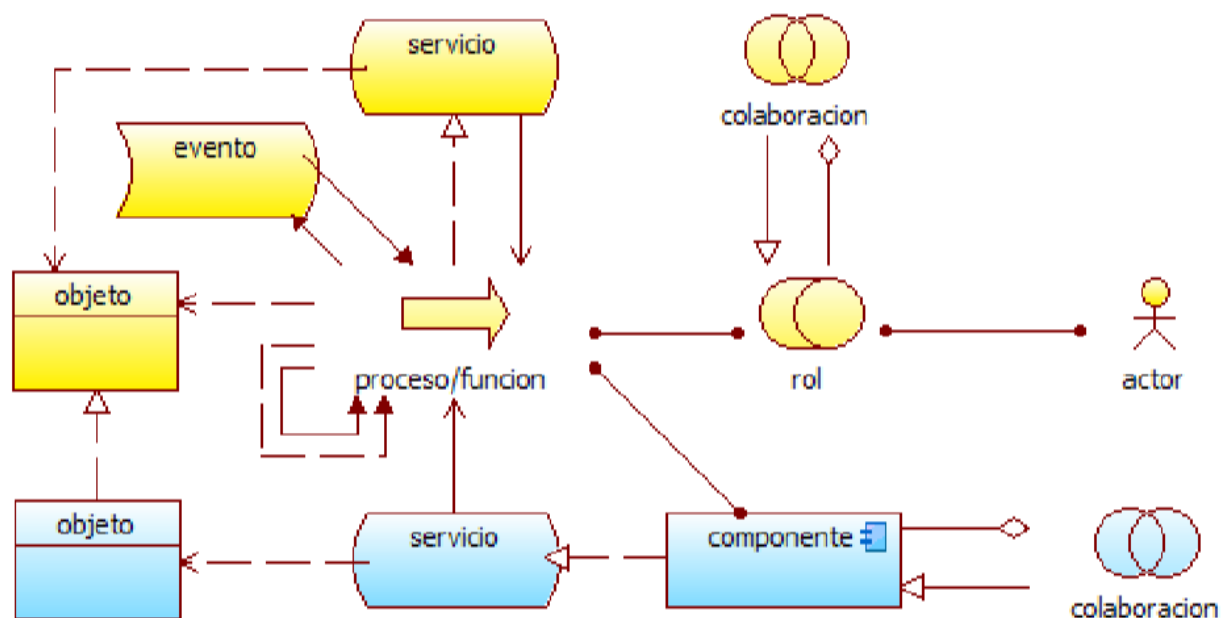 servicio
colaboracion
evento
objeto
proceso/funcion
rol
actor
objeto
servicio
componente
colaboracion